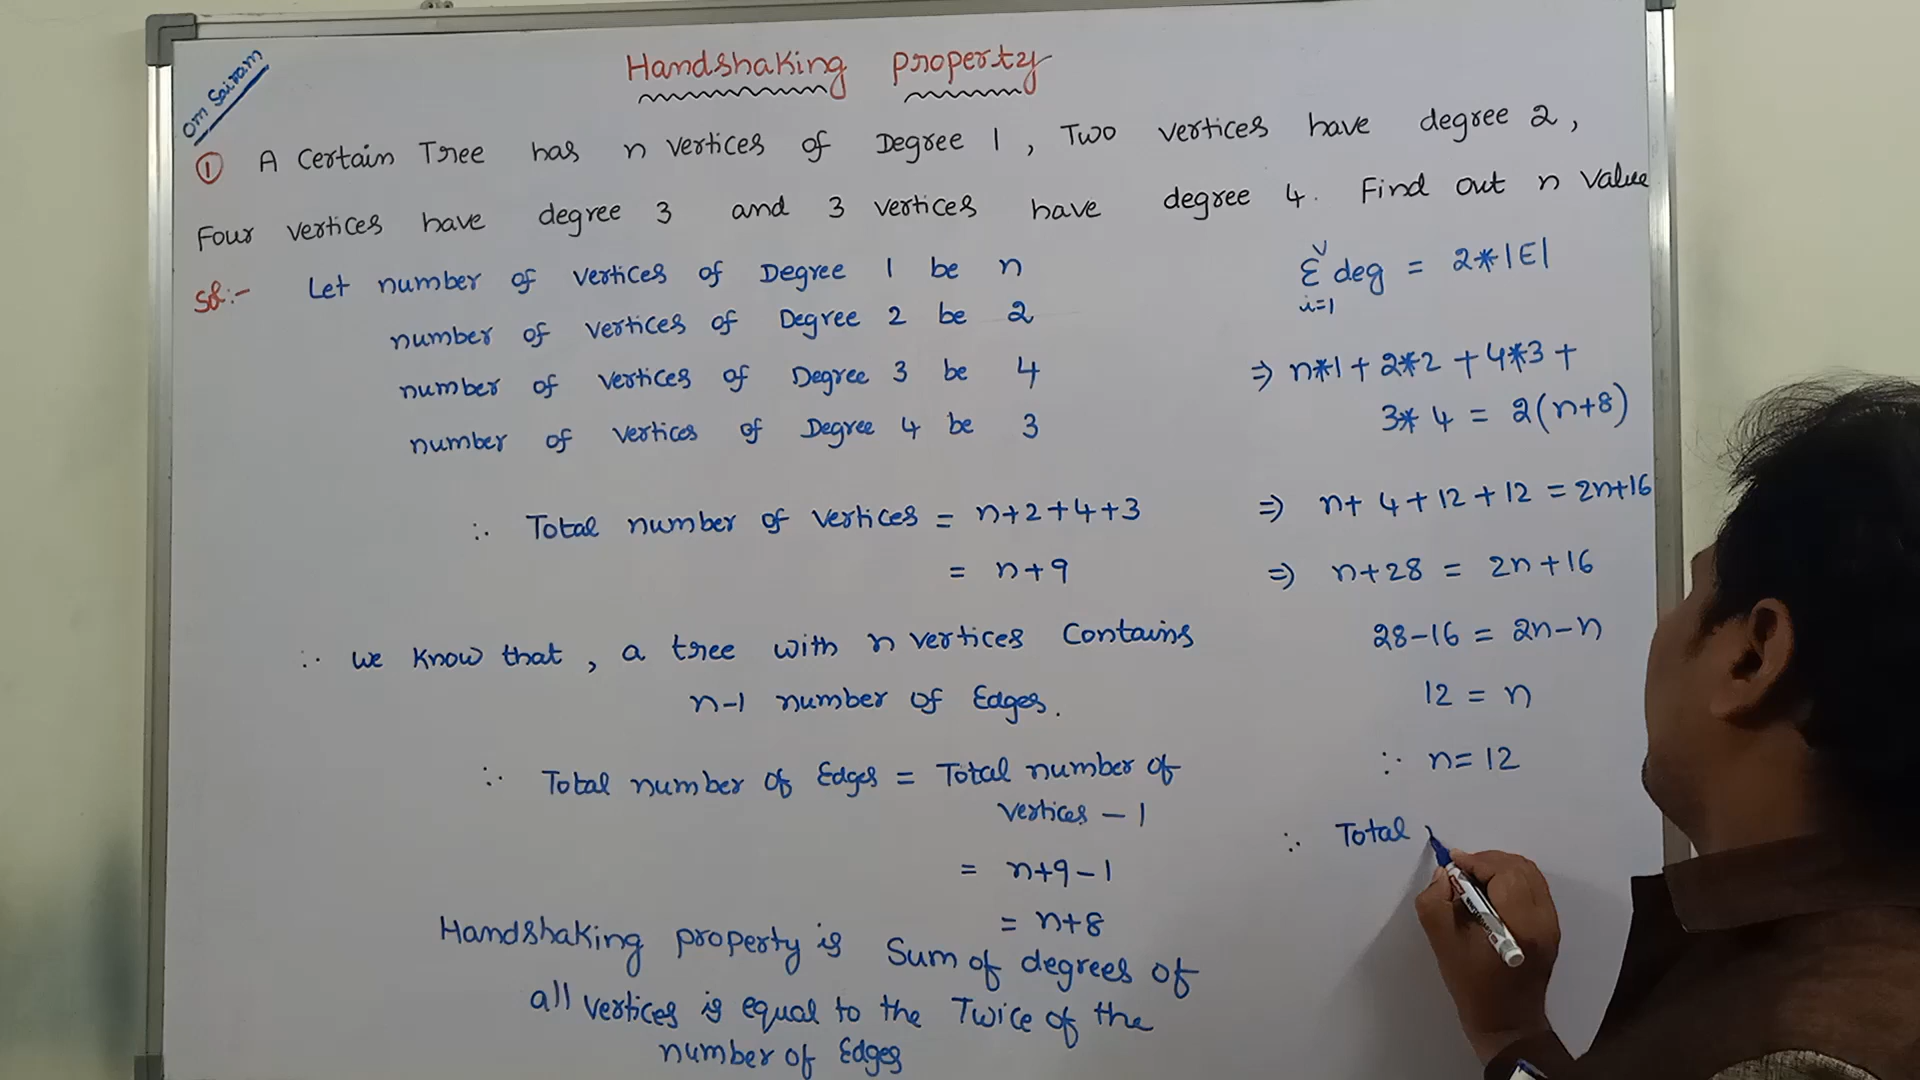 Om Sairam
Handshaking property
① A Certain Tree has n vertices of Degree 1, Two vertices have degree 2,
Four vertices have degree 3 and 3 vertices have degree 4. Find out n value
Sol:- Let number of vertices of Degree 1 be n
number of vertices of Degree 2 be 2
number of vertices of Degree 3 be 4
number of vertices of Degree 4 be 3
∴ Total number of vertices = n+2+4+3
= n+9
∴ we know that, a tree with n vertices contains
n-1 number of Edges.
∴ Total number of Edges = Total number of
vertices - 1
= n+9-1
= n+8
Handshaking property is Sum of degrees of
all vertices is equal to the Twice of the
number of Edges
v
Σ deg = 2*|E|
i=1
⇒ n*1 + 2*2 + 4*3 +
3*4 = 2(n+8)
⇒ n+4+12+12 = 2n+16
⇒ n+28 = 2n+16
28-16 = 2n-n
12 = n
∴ n=12
∴ Total